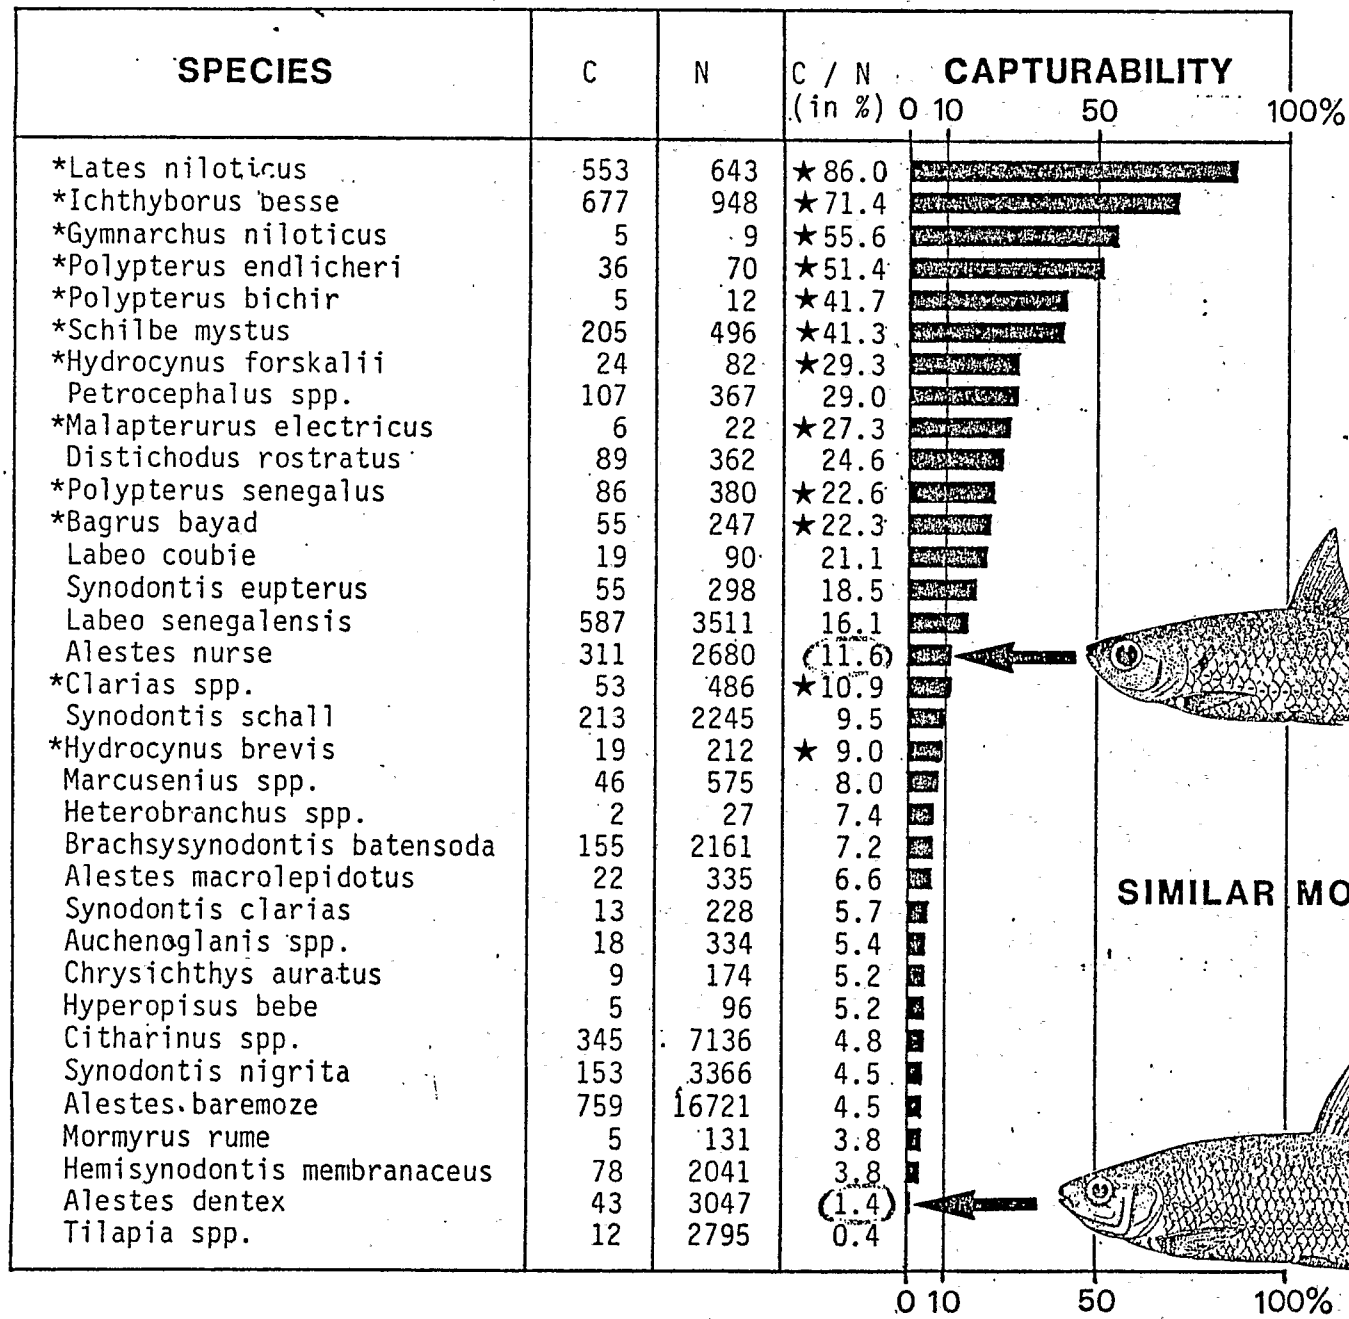 SPECIES C N C / N CAPTURABILITY
(in %) 0 10 50 100%
*Lates niloticus 553 643 ★86.0
*Ichthyborus besse 677 948 ★71.4
*Gymnarchus niloticus 5 9 ★55.6
*Polypterus endlicheri 36 70 ★51.4
*Polypterus bichir 5 12 ★41.7
*Schilbe mystus 205 496 ★41.3
*Hydrocynus forskalii 24 82 ★29.3
Petrocephalus spp. 107 367 29.0
*Malapterurus electricus 6 22 ★27.3
Distichodus rostratus 89 362 24.6
*Polypterus senegalus 86 380 ★22.6
*Bagrus bayad 55 247 ★22.3
Labeo coubie 19 90 21.1
Synodontis eupterus 55 298 18.5
Labeo senegalensis 587 3511 16.1
Alestes nurse 311 2680 (11.6)
*Clarias spp. 53 486 ★10.9
Synodontis schall 213 2245 9.5
*Hydrocynus brevis 19 212 ★ 9.0
Marcusenius spp. 46 575 8.0
Heterobranchus spp. 2 27 7.4
Brachsysynodontis batensoda 155 2161 7.2
Alestes macrolepidotus 22 335 6.6
SIMILAR MO
Synodontis clarias 13 228 5.7
Auchenoglanis spp. 18 334 5.4
Chrysichthys auratus 9 174 5.2
Hyperopisus bebe 5 96 5.2
Citharinus spp. 345 7136 4.8
Synodontis nigrita 153 3366 4.5
Alestes baremoze 759 16721 4.5
Mormyrus rume 5 131 3.8
Hemisynodontis membranaceus 78 2041 3.8
Alestes dentex 43 3047 (1.4)
Tilapia spp. 12 2795 0.4
0 10 50 100%